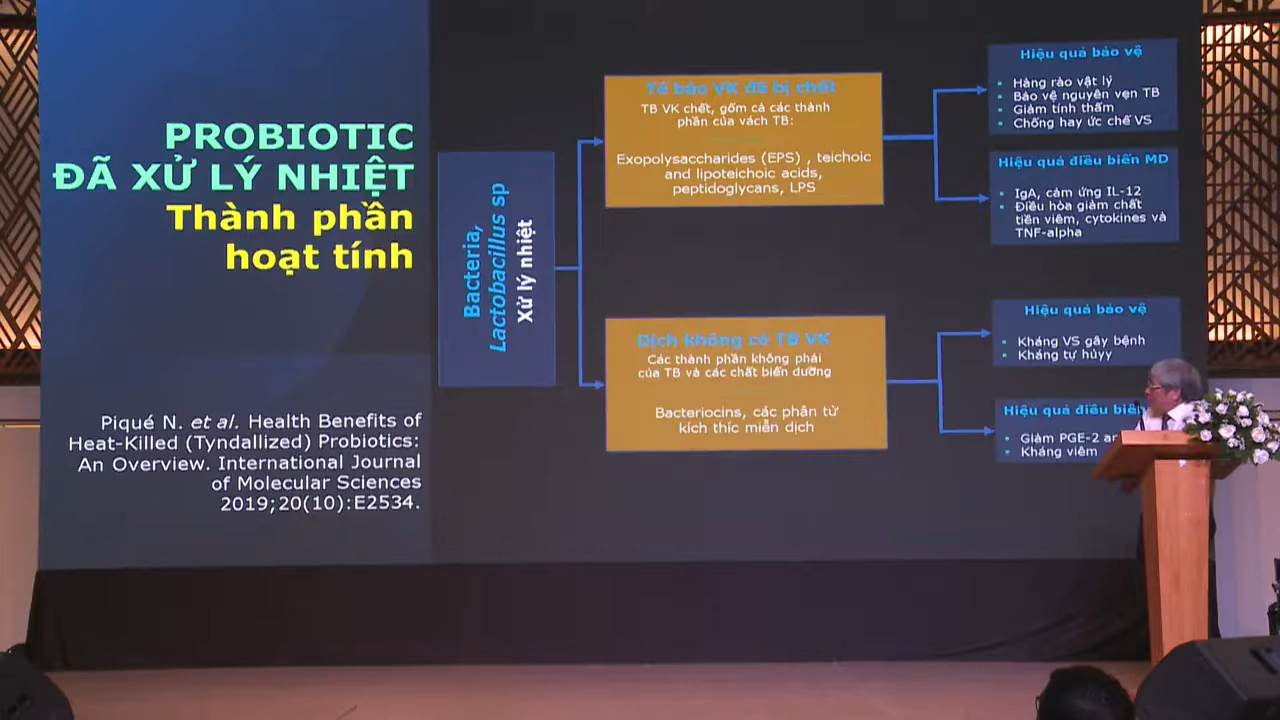 PROBIOTIC
ĐÃ XỬ LÝ NHIỆT
Thành phần
hoạt tính
Piqué N. et al. Health Benefits of
Heat-Killed (Tyndallized) Probiotics:
An Overview. International Journal
of Molecular Sciences
2019;20(10):E2534.
Bacteria,
Lactobacillus sp
Xử lý nhiệt
Tế bào VK đã bị chết
TB VK chết, gồm cả các thành
phần của vách TB:
Exopolysaccharides (EPS) , teichoic
and lipoteichoic acids,
peptidoglycans, LPS
Hiệu quả bảo vệ
• Hàng rào vật lý
• Bảo vệ nguyên vẹn TB
• Giảm tính thấm
• Chống hay ức chế VS
Hiệu quả điều biến MD
• IgA, cảm ứng IL-12
• Điều hòa giảm chất
tiền viêm, cytokines và
TNF-alpha
Dịch không có TB VK
Các thành phần không phải
của TB và các chất biến dưỡng
Bacteriocins, các phân tử
kích thíc miễn dịch
Hiệu quả bảo vệ
• Kháng VS gây bệnh
• Kháng tự hủyy
Hiệu quả điều biến
• Giảm PGE-2
• Kháng viêm